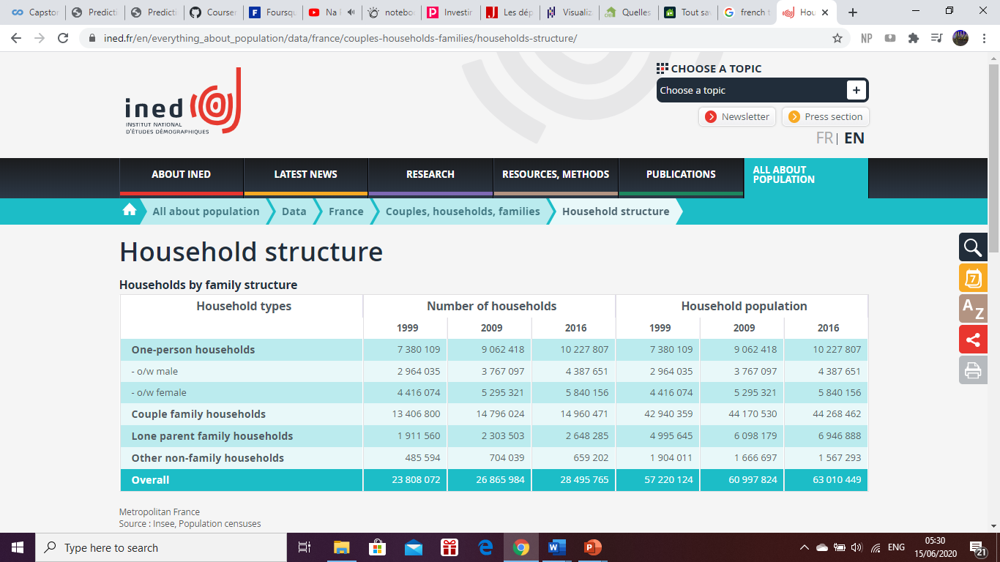 Capstor
Predicti
Predicti
Courser
Foursqu
Na l
notebo
Investir
Les dép
Visualiz
Quelles
Tout sav
french t
Hou
ined.fr/en/everything_about_population/data/france/couples-households-families/households-structure/
NP
CHOOSE A TOPIC
Choose a topic +
ined
INSTITUT NATIONAL
D'ÉTUDES DÉMOGRAPHIQUES
Newsletter Press section
FR | EN
ABOUT INED LATEST NEWS RESEARCH RESOURCES, METHODS PUBLICATIONS ALL ABOUT
POPULATION
All about population Data France Couples, households, families Household structure
Household structure
7
A Z
Households by family structure
Household types Number of households Household population
1999 2009 2016 1999 2009 2016
One-person households 7 380 109 9 062 418 10 227 807 7 380 109 9 062 418 10 227 807
- o/w male 2 964 035 3 767 097 4 387 651 2 964 035 3 767 097 4 387 651
- o/w female 4 416 074 5 295 321 5 840 156 4 416 074 5 295 321 5 840 156
Couple family households 13 406 800 14 796 024 14 960 471 42 940 359 44 170 530 44 268 462
Lone parent family households 1 911 560 2 303 503 2 648 285 4 995 645 6 098 179 6 946 888
Other non-family households 485 594 704 039 659 202 1 904 011 1 666 697 1 567 293
Overall 23 808 072 26 865 984 28 495 765 57 220 124 60 997 824 63 010 449
Metropolitan France
Source : Insee, Population censuses
Type here to search
ENG
05:30
15/06/2020
21